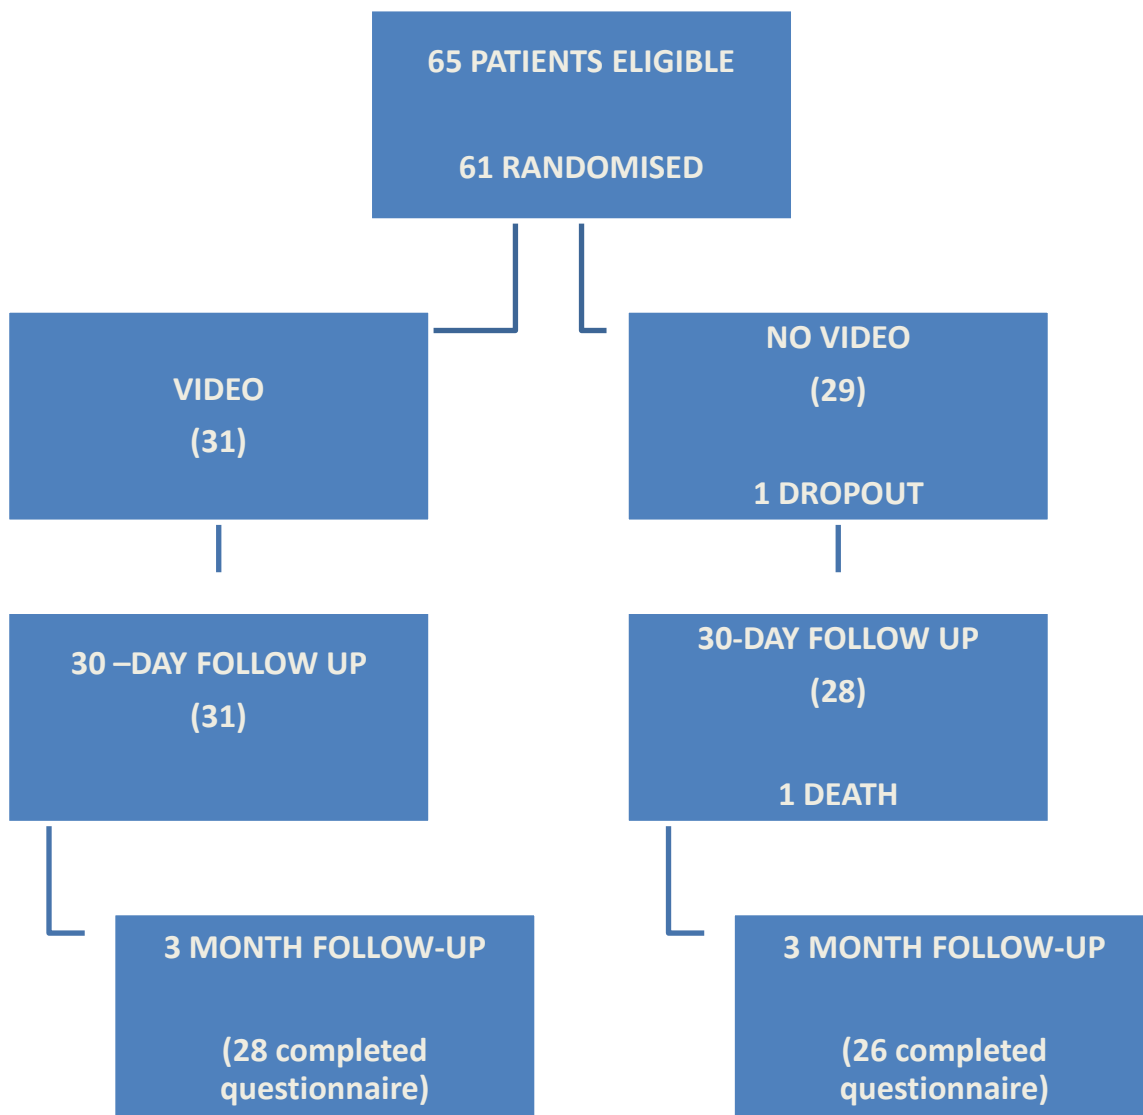 65 PATIENTS ELIGIBLE
61 RANDOMISED
VIDEO
(31)
NO VIDEO
(29)
1 DROPOUT
30 –DAY FOLLOW UP
(31)
30-DAY FOLLOW UP
(28)
1 DEATH
3 MONTH FOLLOW-UP
(28 completed
questionnaire)
3 MONTH FOLLOW-UP
(26 completed
questionnaire)